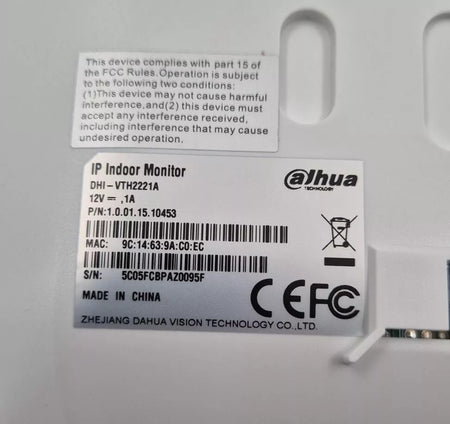 This device complies with part 15 of
the FCC Rules.Operation is subject
to the following two conditions:
(1)This device may not cause harmful
interference,and(2) this device must
accept any interference received,
including interference that may cause
undesired operation.
IP Indoor Monitor
DHI-VTH2221A
12V⎓,1A
P/N:1.0.01.15.10453
alhua
TECHNOLOGY
MAC: 9C:14:63:9A:C0:EC
S/N: 5C05FCBPAZ0095F
MADE IN CHINA
CE FC
ZHEJIANG DAHUA VISION TECHNOLOGY CO.,LTD.